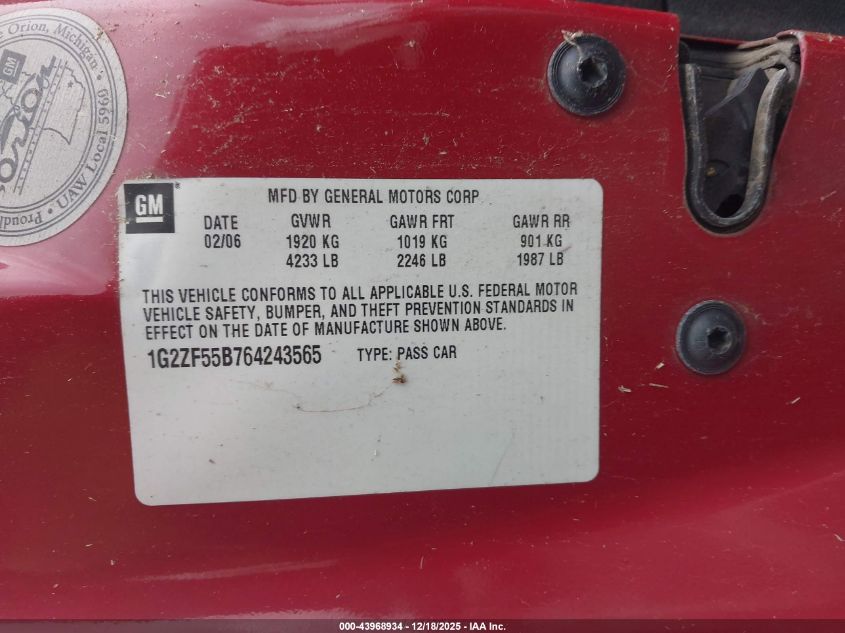 Orion, Michigan
GM
Orion
UAW Local 5960
GM
MFD BY GENERAL MOTORS CORP
DATE GVWR GAWR FRT GAWR RR
02/06 1920 KG 1019 KG 901 KG
4233 LB 2246 LB 1987 LB
THIS VEHICLE CONFORMS TO ALL APPLICABLE U.S. FEDERAL MOTOR
VEHICLE SAFETY, BUMPER, AND THEFT PREVENTION STANDARDS IN
EFFECT ON THE DATE OF MANUFACTURE SHOWN ABOVE.
1G2ZF55B764243565 TYPE: PASS CAR
000-43968934 - 12/18/2025 - IAA Inc.